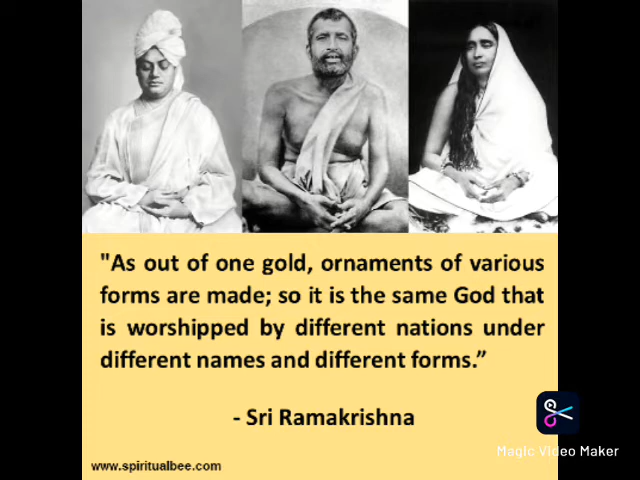 "As out of one gold, ornaments of various
forms are made; so it is the same God that
is worshipped by different nations under
different names and different forms.”
- Sri Ramakrishna
www.spiritualbee.com
Magic Video Maker